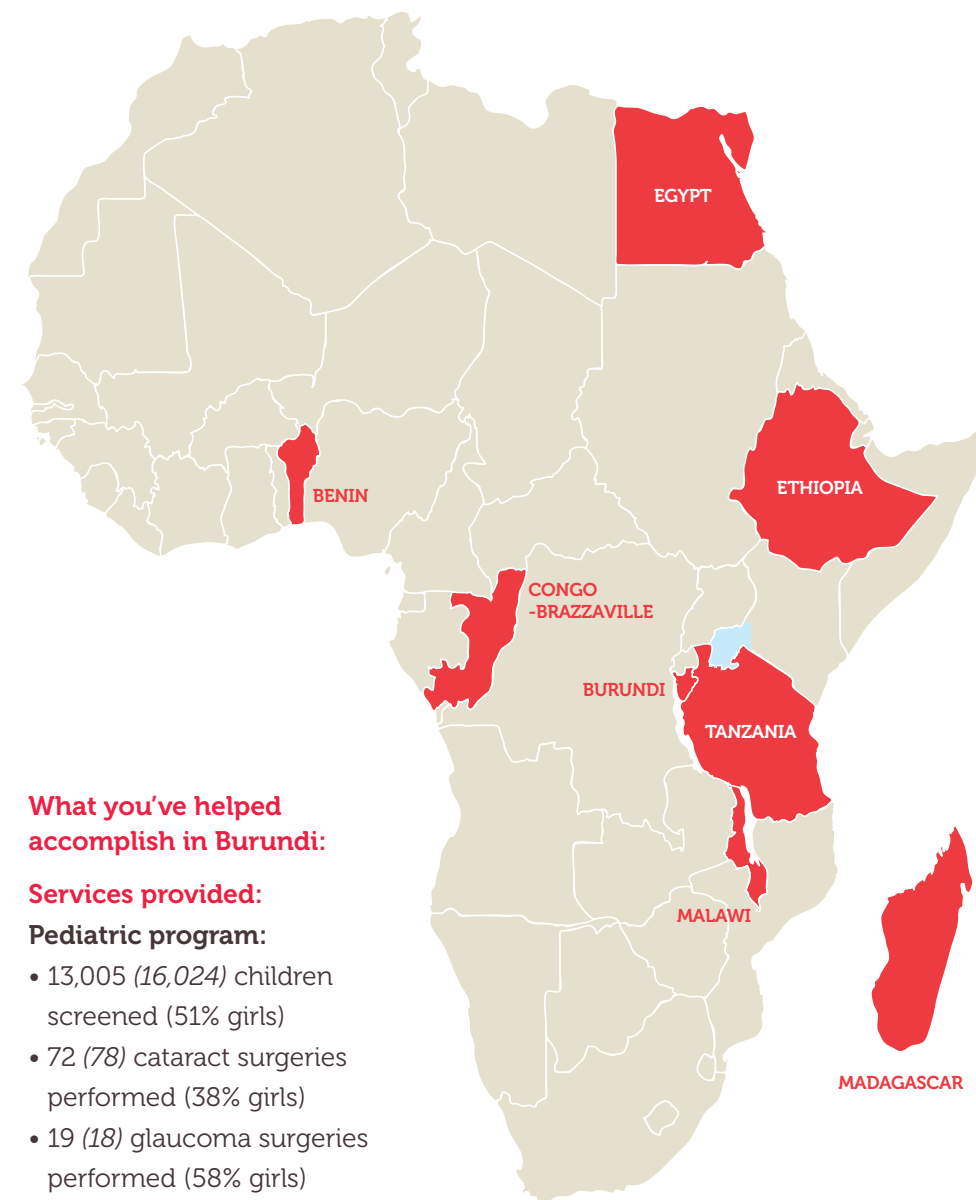 EGYPT
ETHIOPIA
BENIN
CONGO
-BRAZZAVILLE
BURUNDI
TANZANIA
MALAWI
MADAGASCAR
What you’ve helped
accomplish in Burundi:
Services provided:
Pediatric program:
• 13,005 (16,024) children
screened (51% girls)
• 72 (78) cataract surgeries
performed (38% girls)
• 19 (18) glaucoma surgeries
performed (58% girls)